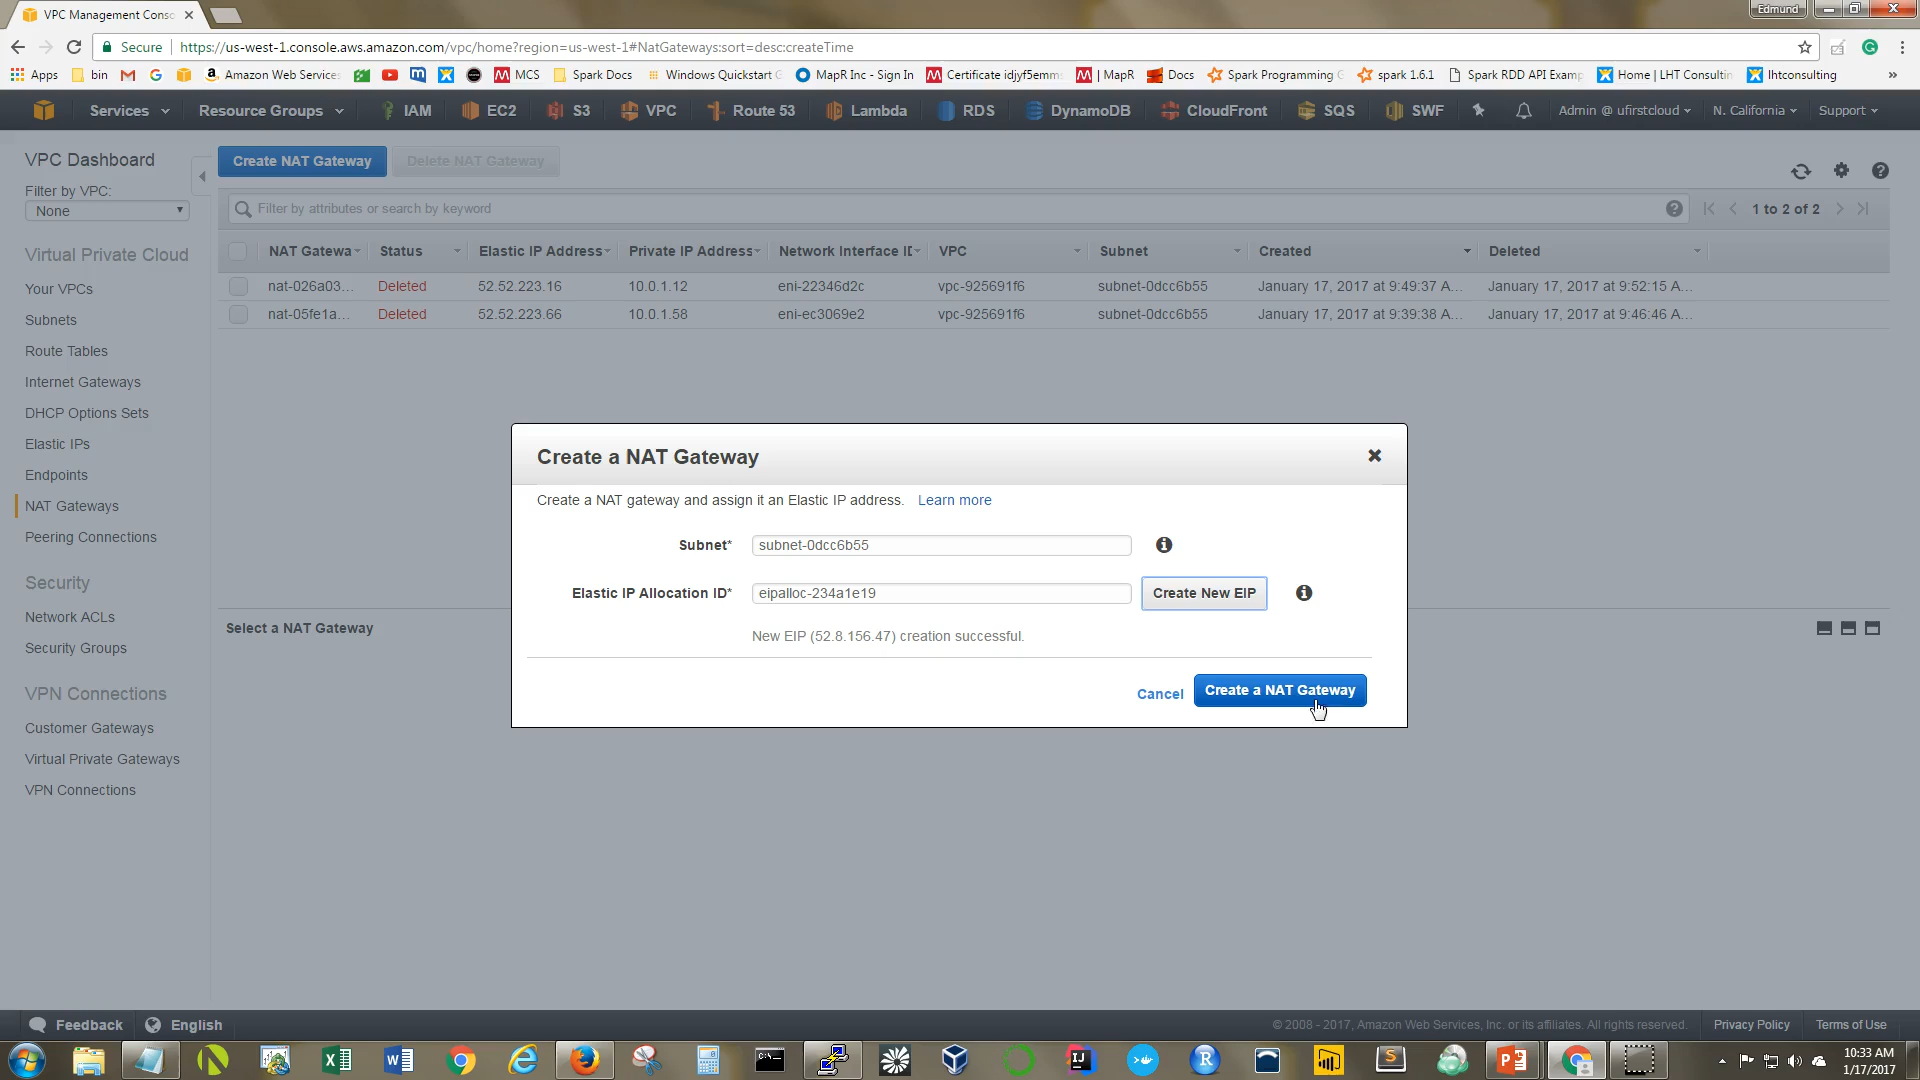 VPC Management Conso
Edmund
Secure
https://us-west-1.console.aws.amazon.com/vpc/home?region=us-west-1#NatGateways:sort=desc:createTime
Apps bin Amazon Web Services MCS Spark Docs Windows Quickstart MapR Inc - Sign In Certificate idjyf5emm | MapR Docs Spark Programming spark 1.6.1 Spark RDD API Examp Home | LHT Consultin lhtconsulting »
Services Resource Groups IAM EC2 S3 VPC Route 53 Lambda RDS DynamoDB CloudFront SQS SWF Admin @ ufirstcloud N. California Support
VPC Dashboard
Filter by VPC:
None
Virtual Private Cloud
Your VPCs
Subnets
Route Tables
Internet Gateways
DHCP Options Sets
Elastic IPs
Endpoints
NAT Gateways
Peering Connections
Security
Network ACLs
Security Groups
VPN Connections
Customer Gateways
Virtual Private Gateways
VPN Connections
Create NAT Gateway Delete NAT Gateway
Filter by attributes or search by keyword
1 to 2 of 2
NAT Gatewa Status Elastic IP Address Private IP Address Network Interface ID VPC Subnet Created Deleted
nat-026a03... Deleted 52.52.223.16 10.0.1.12 eni-22346d2c vpc-925691f6 subnet-0dcc6b55 January 17, 2017 at 9:49:37 A... January 17, 2017 at 9:52:15 A...
nat-05fe1a... Deleted 52.52.223.66 10.0.1.58 eni-ec3069e2 vpc-925691f6 subnet-0dcc6b55 January 17, 2017 at 9:39:38 A... January 17, 2017 at 9:46:46 A...
Create a NAT Gateway
Create a NAT gateway and assign it an Elastic IP address. Learn more
Subnet* subnet-0dcc6b55
Elastic IP Allocation ID* eipalloc-234a1e19 Create New EIP
New EIP (52.8.156.47) creation successful.
Cancel Create a NAT Gateway
Select a NAT Gateway
Feedback English
© 2008 - 2017, Amazon Web Services, Inc. or its affiliates. All rights reserved. Privacy Policy Terms of Use
10:33 AM
1/17/2017